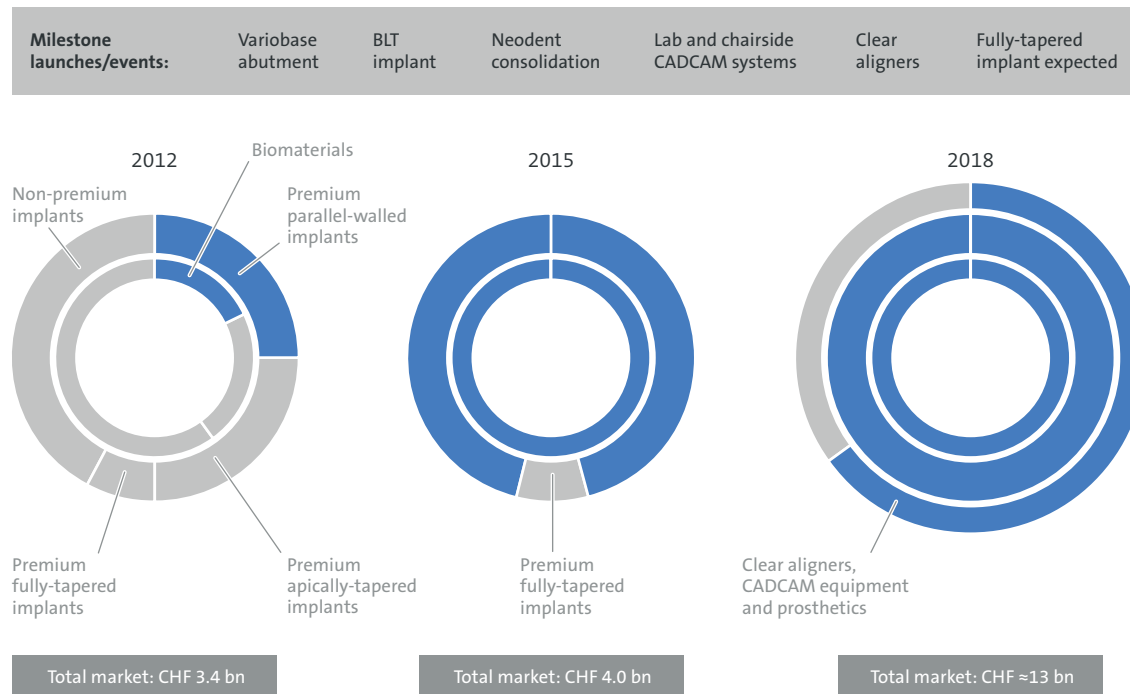 Milestone
launches/events:
Variobase
abutment
BLT
implant
Neodent
consolidation
Lab and chairside
CADCAM systems
Clear
aligners
Fully-tapered
implant expected
2012
Biomaterials
Non-premium
implants
Premium
parallel-walled
implants
Premium
fully-tapered
implants
Premium
apically-tapered
implants
Total market: CHF 3.4 bn
2015
Premium
fully-tapered
implants
Total market: CHF 4.0 bn
2018
Clear aligners,
CADCAM equipment
and prosthetics
Total market: CHF ≈13 bn